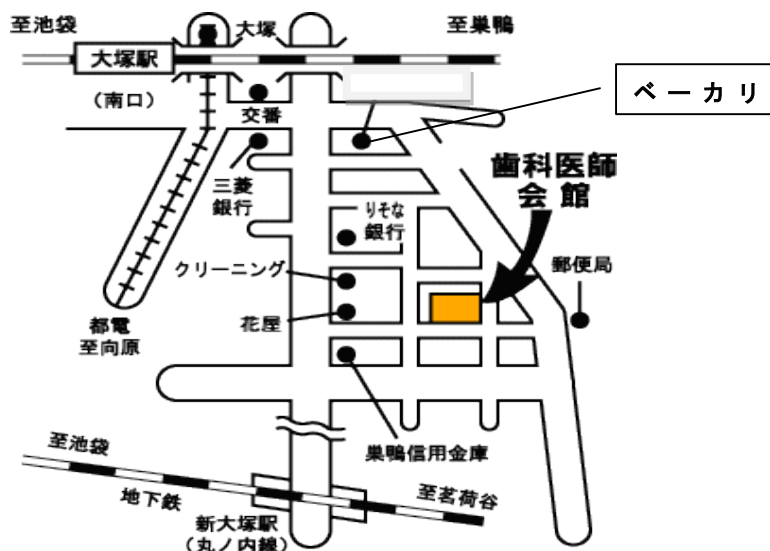 至池袋
大塚
至巣鴨
大塚駅
（南口）
ベーカリ
交番
歯科医師
会館
三菱
銀行
りそな
銀行
クリーニング
郵便局
花屋
都電
至向原
至池袋
巣鴨信用金庫
地下鉄
至茗荷谷
新大塚駅
（丸ノ内線）